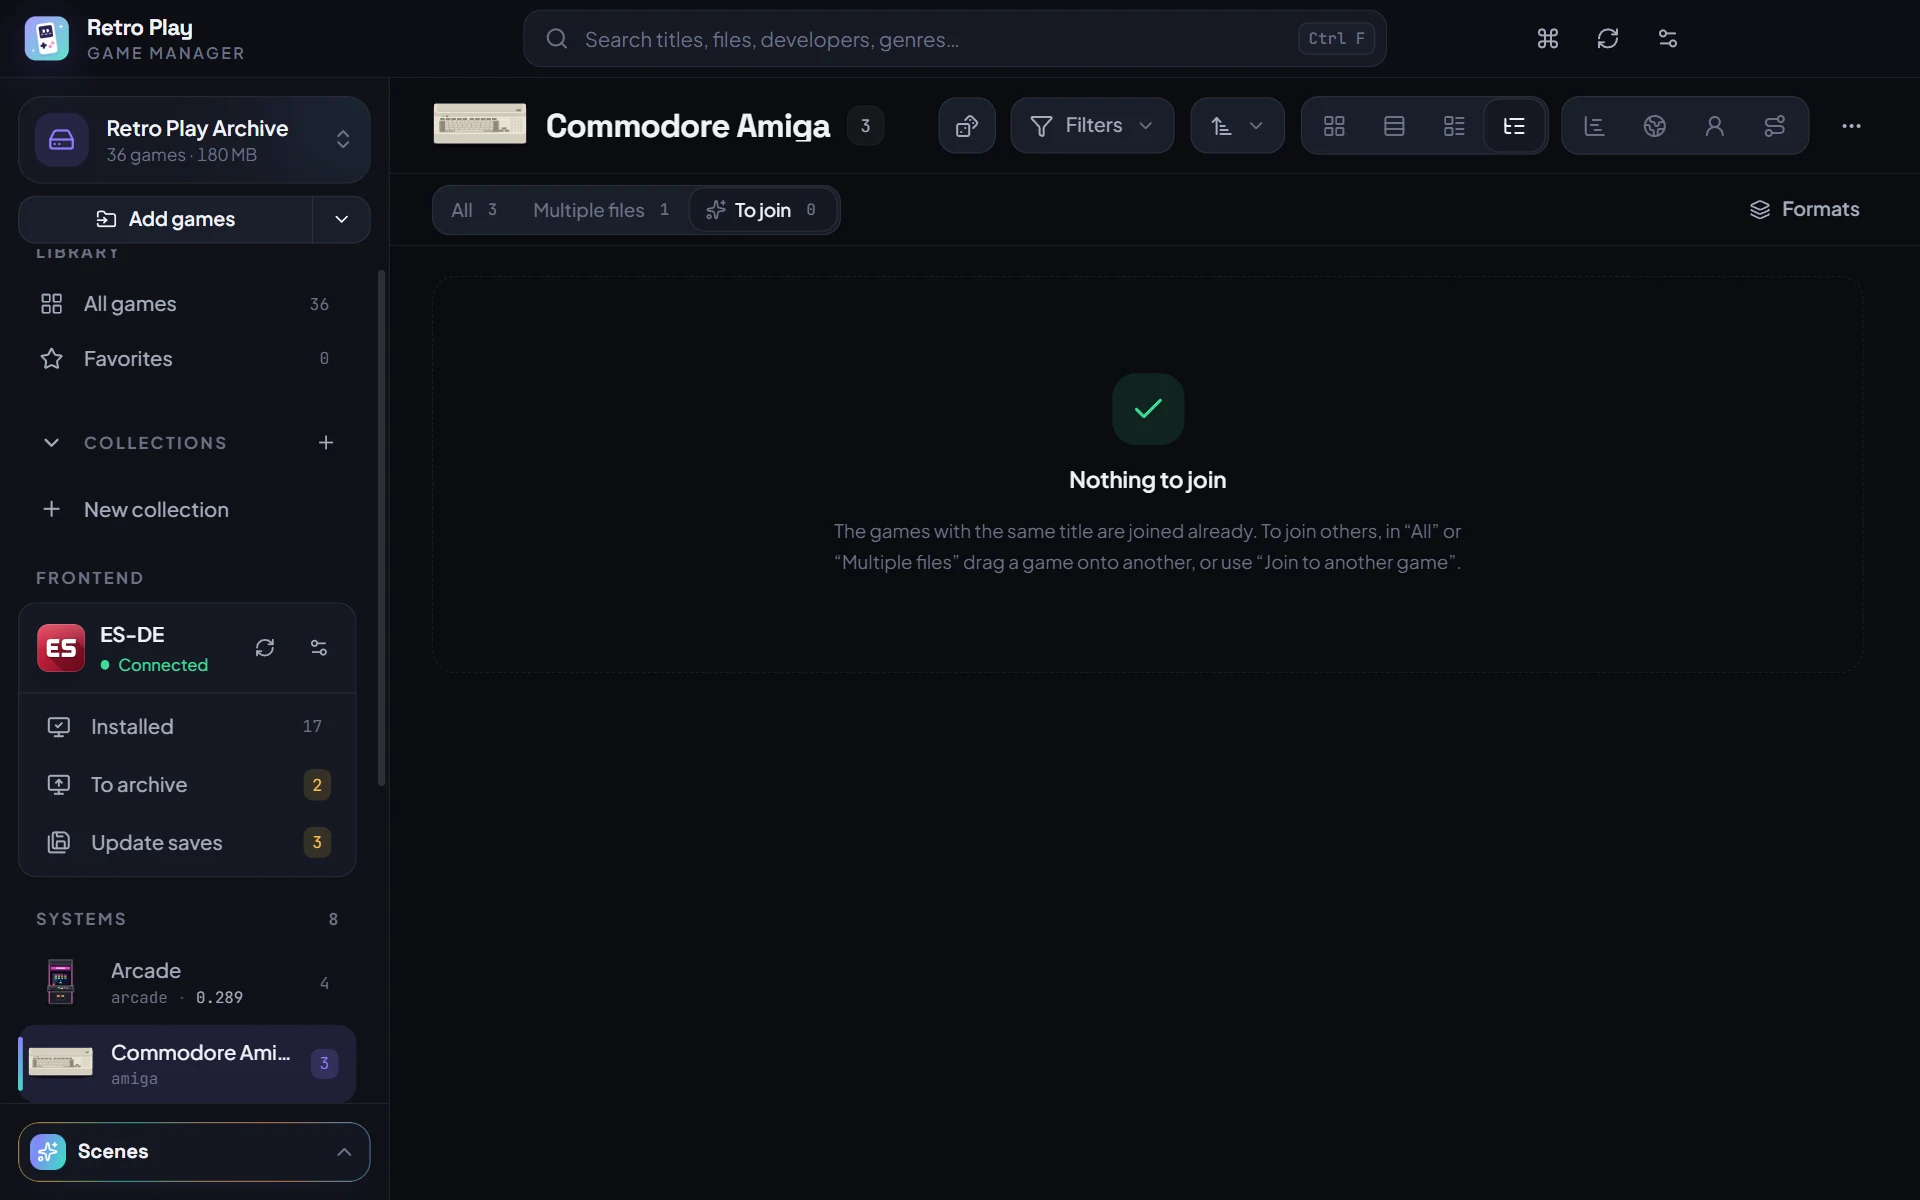 Retro Play
GAME MANAGER
Search titles, files, developers, genres…
Ctrl F
Retro Play Archive
36 games · 180 MB
Add games
LIBRARY
All games 36
Favorites 0
COLLECTIONS
New collection
FRONTEND
ES
ES-DE
Connected
Installed 17
To archive 2
Update saves 3
SYSTEMS 8
Arcade
arcade · 0.289
4
Commodore Ami…
amiga
3
Scenes
Commodore Amiga 3
Filters
All 3
Multiple files 1
To join 0
Formats
Nothing to join
The games with the same title are joined already. To join others, in “All” or
“Multiple files” drag a game onto another, or use “Join to another game”.